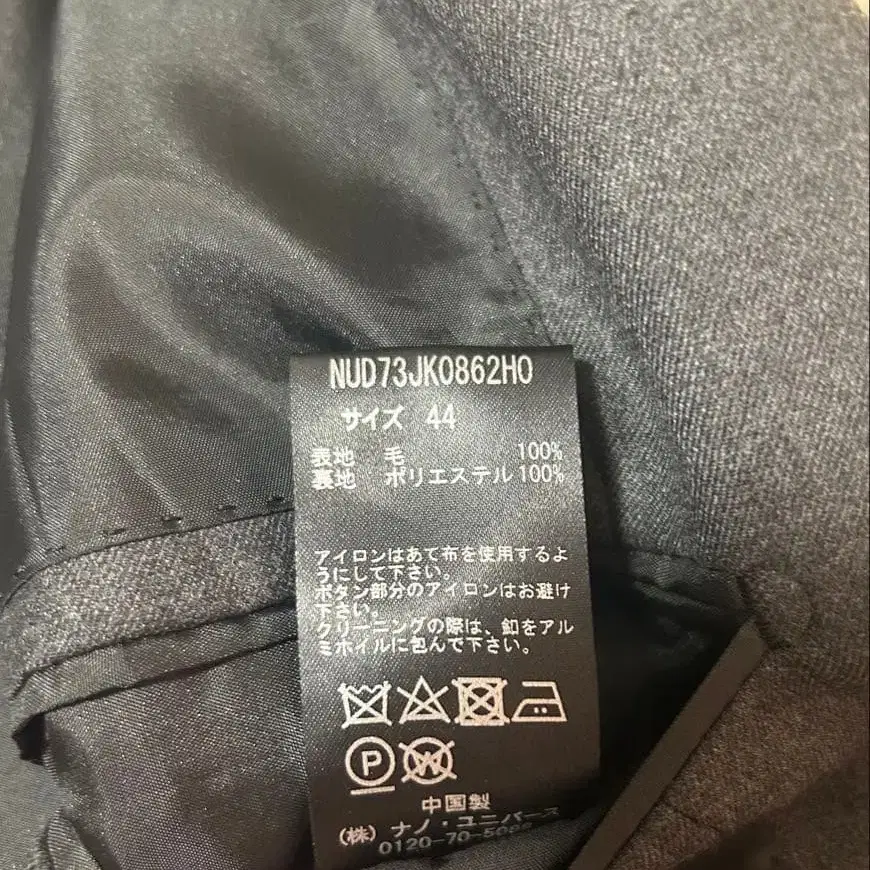 NUD73JK0862HO
サイズ 44
表地 毛 100%
裏地 ポリエステル 100%
アイロンはあて布を使用するよ
うにして下さい。
ボタン部分のアイロンはお避け
下さい。
クリーニングの際は、釦をアル
ミホイルに包んで下さい。
P W
中国製
(株) ナノ・ユニバース
0120-70-